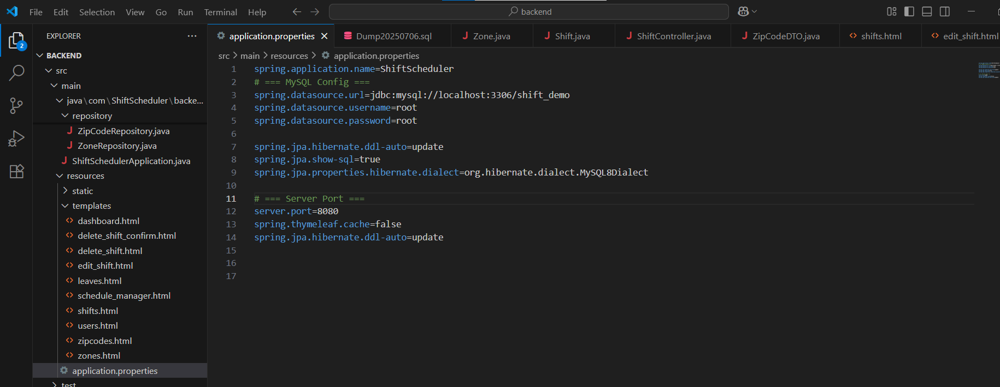 File Edit Selection View Go Run Terminal Help
backend
EXPLORER
2
BACKEND
src
main
java\com\ShiftScheduler\backe...
repository
ZipCodeRepository.java
ZoneRepository.java
ShiftSchedulerApplication.java
resources
static
templates
dashboard.html
delete_shift_confirm.html
delete_shift.html
edit_shift.html
leaves.html
schedule_manager.html
shifts.html
users.html
zipcodes.html
zones.html
application.properties
test
application.properties Dump20250706.sql Zone.java Shift.java ShiftController.java ZipCodeDTO.java shifts.html edit_shift.html
src > main > resources > application.properties
1 spring.application.name=ShiftScheduler
2 # === MySQL Config ===
3 spring.datasource.url=jdbc:mysql://localhost:3306/shift_demo
4 spring.datasource.username=root
5 spring.datasource.password=root
6
7 spring.jpa.hibernate.ddl-auto=update
8 spring.jpa.show-sql=true
9 spring.jpa.properties.hibernate.dialect=org.hibernate.dialect.MySQL8Dialect
10
11 # === Server Port ===
12 server.port=8080
13 spring.thymeleaf.cache=false
14 spring.jpa.hibernate.ddl-auto=update
15
16
17